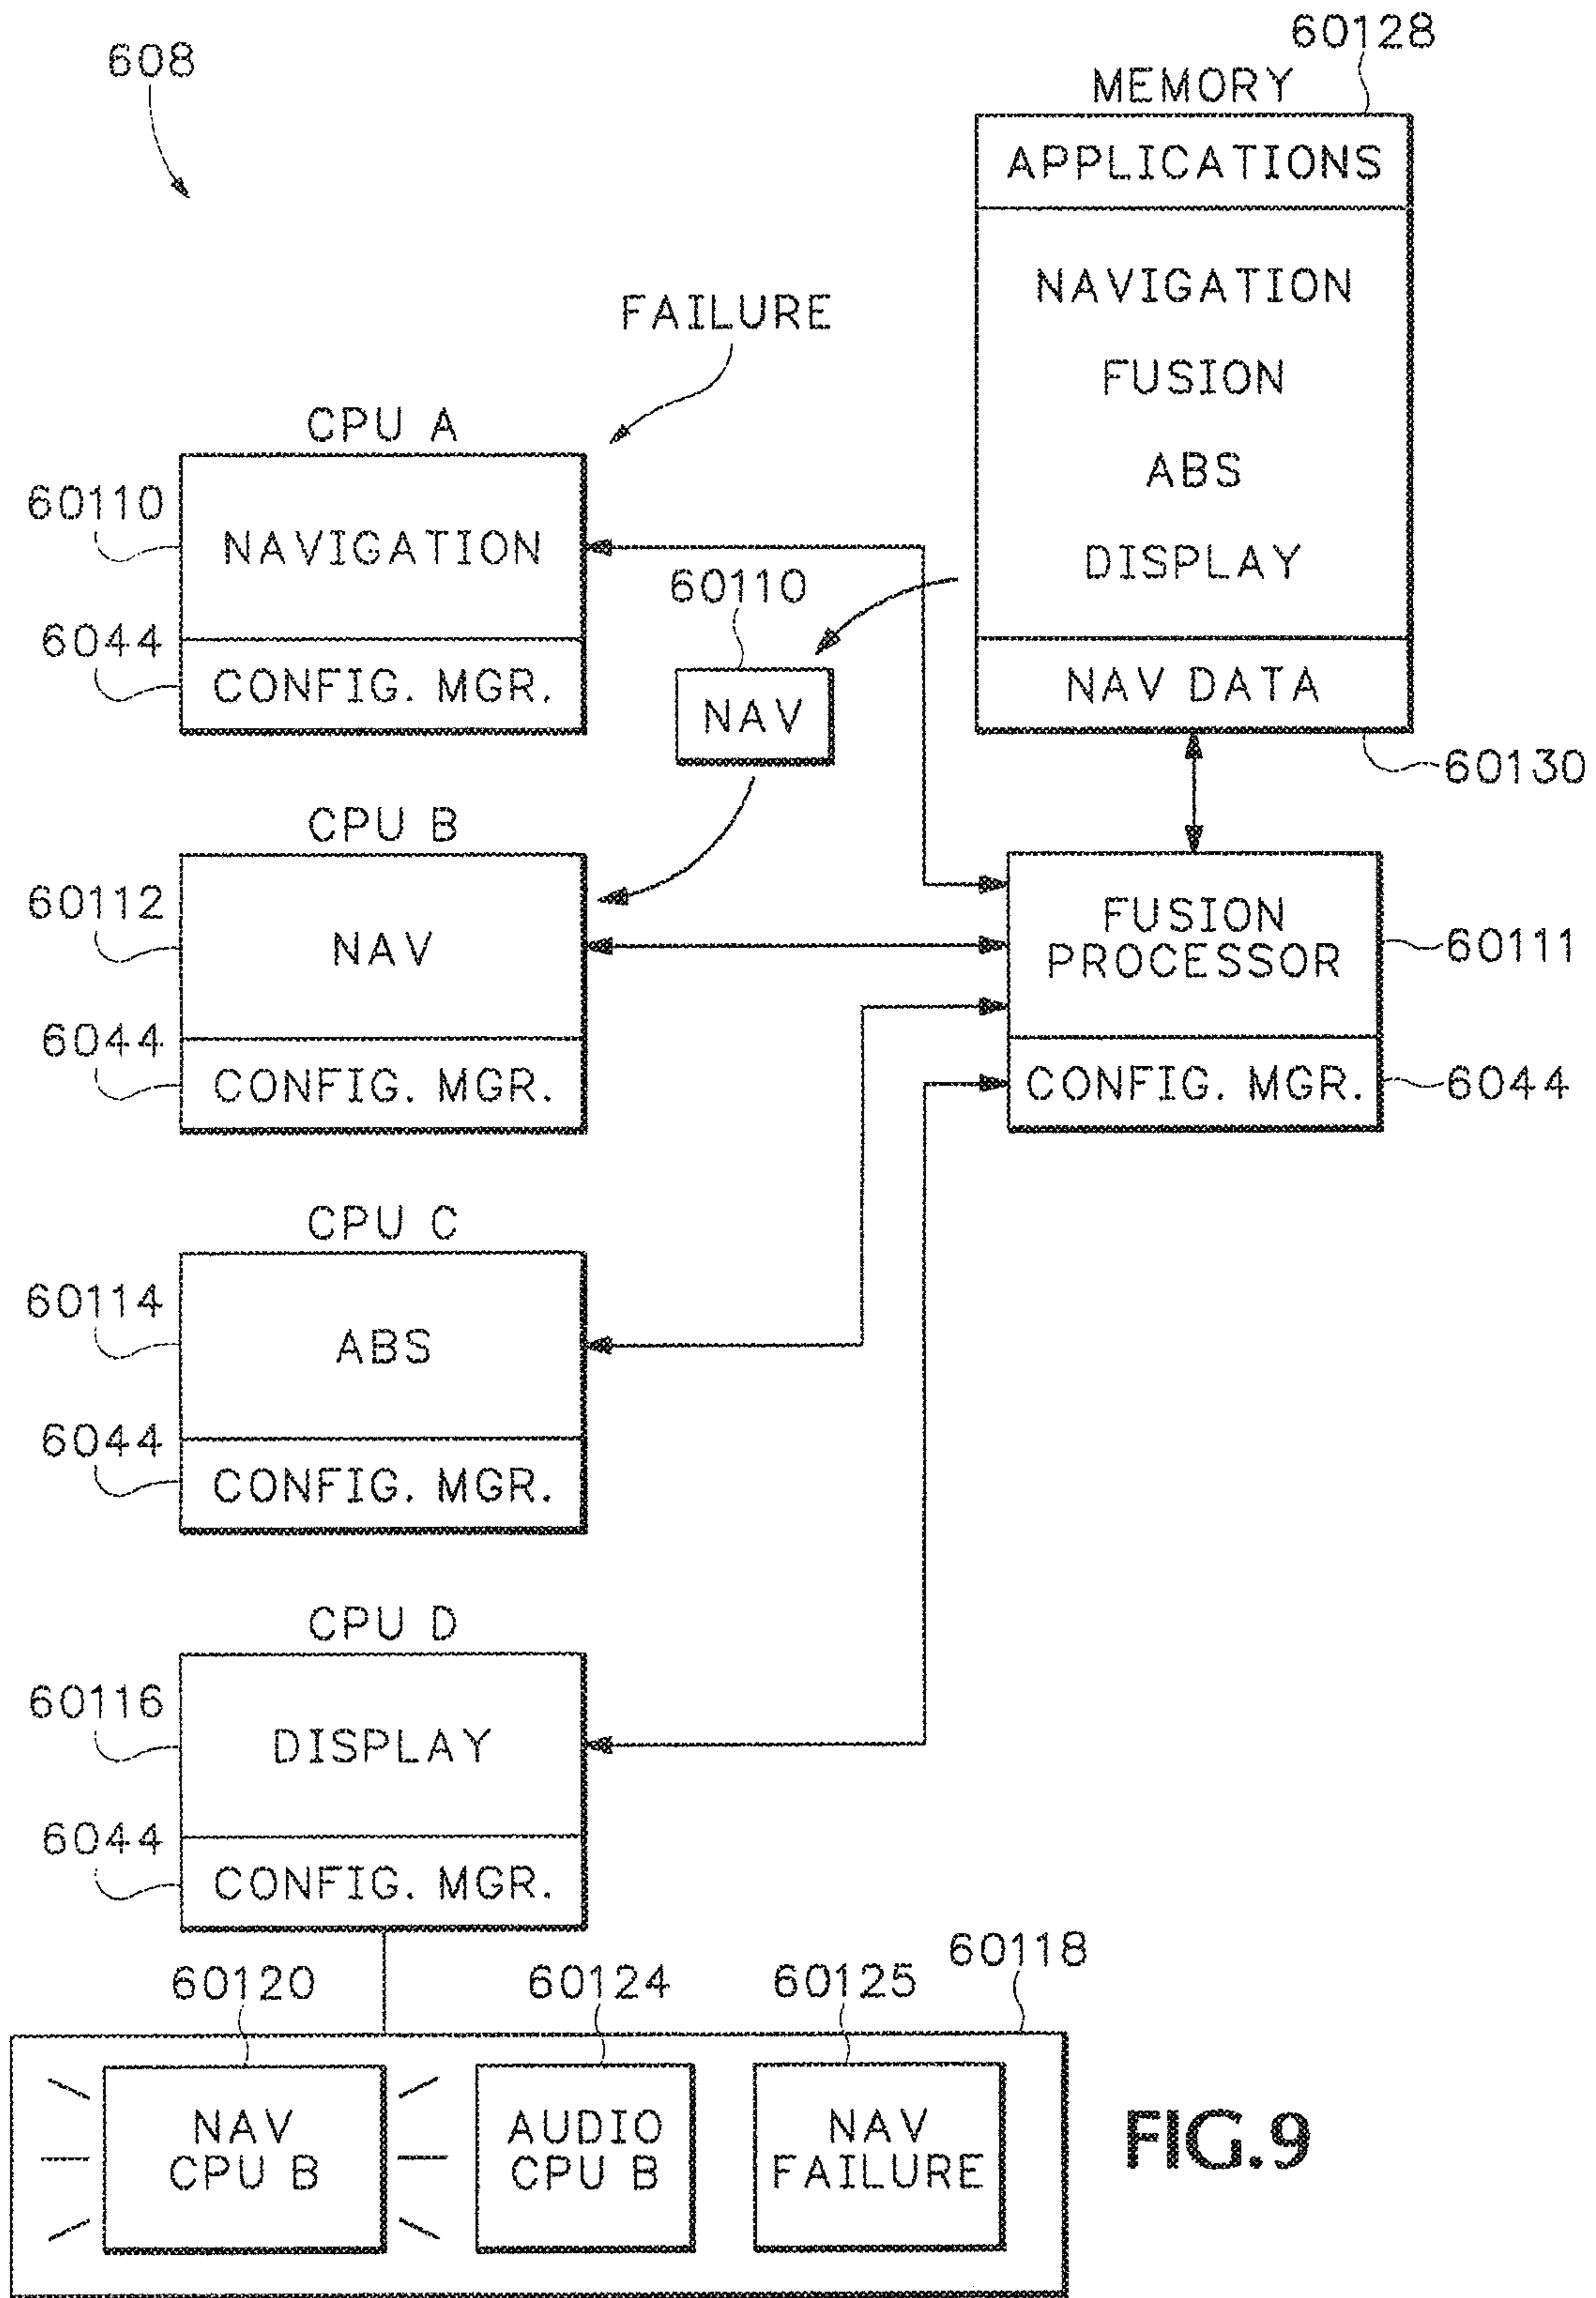 608
60128
MEMORY
APPLICATIONS
NAVIGATION
FUSION
ABS
DISPLAY
NAV DATA
60130
FAILURE
CPU A
60110
NAVIGATION
6044
CONFIG. MGR.
60110
NAV
CPU B
60112
NAV
6044
CONFIG. MGR.
FUSION
PROCESSOR
60111
CONFIG. MGR.
6044
CPU C
60114
ABS
6044
CONFIG. MGR.
CPU D
60116
DISPLAY
6044
CONFIG. MGR.
60118
60120
NAV
CPU B
60124
AUDIO
CPU B
60125
NAV
FAILURE
FIG.9